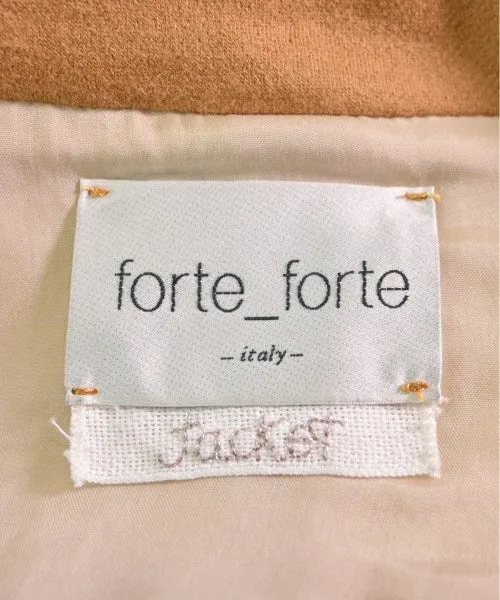 forte_forte
– italy –
jacket